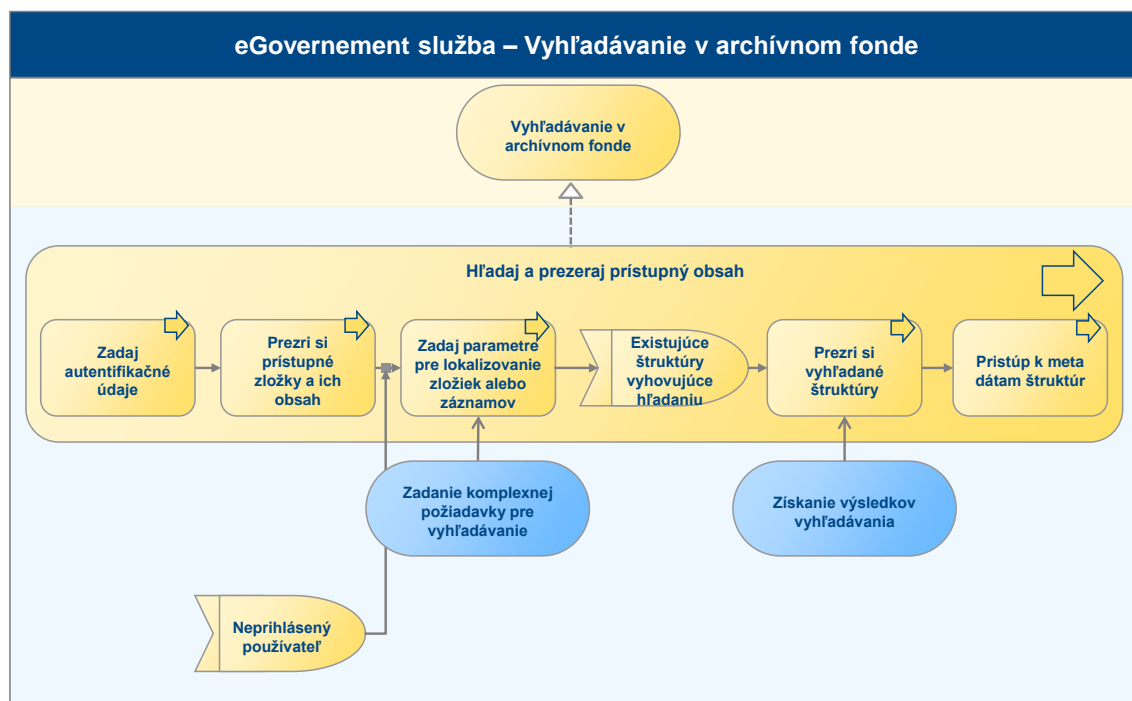 eGovernement služba – Vyhľadávanie v archívnom fonde
Vyhľadávanie v
archívnom fonde
Hľadaj a prezeraj prístupný obsah
Zadaj
autentifikačné
údaje
Prezri si
prístupné
zložky a ich
obsah
Zadaj parametre
pre lokalizovanie
zložiek alebo
záznamov
Existujúce
štruktúry
vyhovujúce
hľadaniu
Prezri si
vyhľadané
štruktúry
Pristúp k meta
dátam štruktúr
Zadanie komplexnej
požiadavky pre
vyhľadávanie
Získanie výsledkov
vyhľadávania
Neprihlásený
používateľ